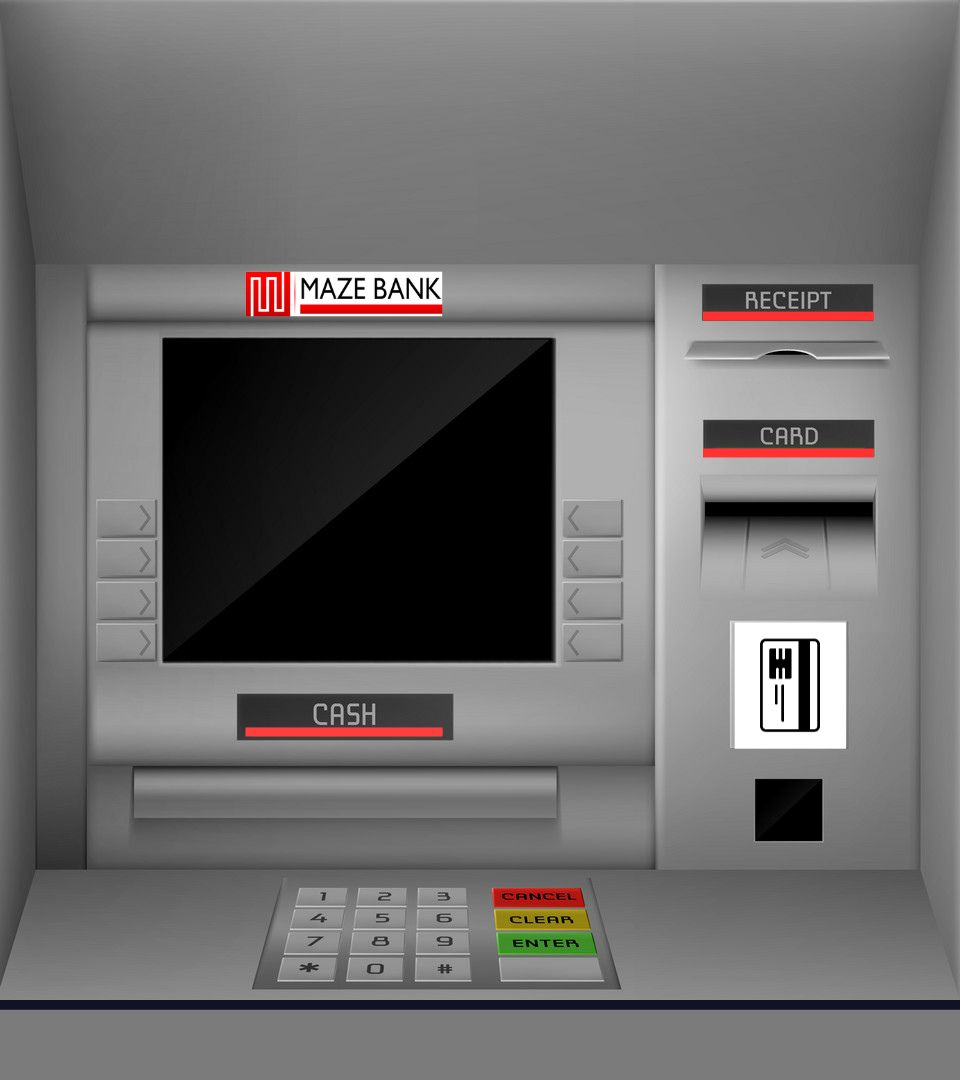 MAZE BANK
RECEIPT
CARD
CASH
1 2 3 CANCEL
4 5 6 CLEAR
7 8 9 ENTER
* 0 #